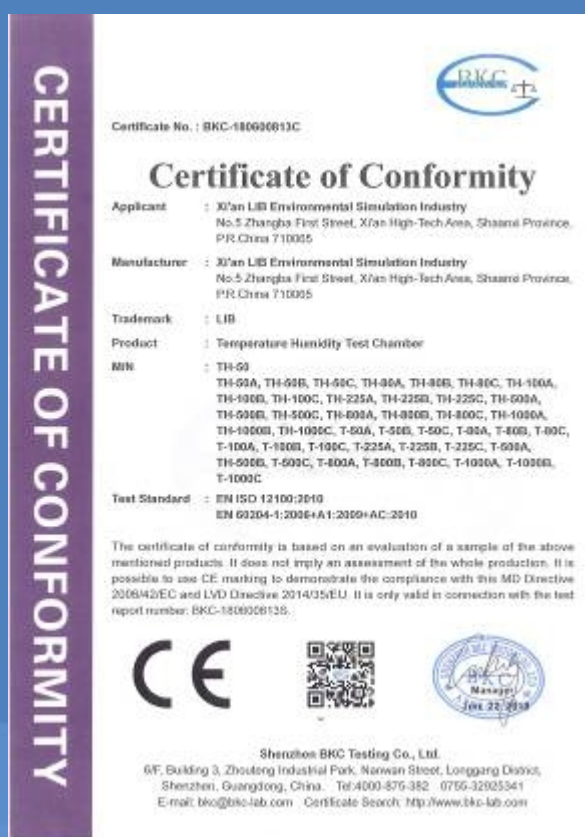 CERTIFICATE OF CONFORMITY
BKC
Certificate No. : BKC-180600813C
Certificate of Conformity
Applicant : Xi'an LIB Environmental Simulation Industry
No.5 Zhangba First Street, Xi'an High-Tech Area, Shaanxi Province,
P.R.China 710065
Manufacturer : Xi'an LIB Environmental Simulation Industry
No.5 Zhangba First Street, Xi'an High-Tech Area, Shaanxi Province,
P.R.China 710065
Trademark : LIB
Product : Temperature Humidity Test Chamber
M/N : TH-50
TH-50A, TH-50B, TH-50C, TH-80A, TH-80B, TH-80C, TH-100A,
TH-100B, TH-100C, TH-225A, TH-225B, TH-225C, TH-500A,
TH-500B, TH-500C, TH-800A, TH-800B, TH-800C, TH-1000A,
TH-1000B, TH-1000C, T-50A, T-50B, T-50C, T-80A, T-80B, T-80C,
T-100A, T-100B, T-100C, T-225A, T-225B, T-225C, T-500A,
TH-500B, T-500C, T-800A, T-800B, T-800C, T-1000A, T-1000B,
T-1000C
Test Standard : EN ISO 12100:2010
EN 60204-1:2006+A1:2009+AC:2010
The certificate of conformity is based on an evaluation of a sample of the above
mentioned products. It does not imply an assessment of the whole production. It is
possible to use CE marking to demonstrate the compliance with this MD Directive
2006/42/EC and LVD Directive 2014/35/EU. It is only valid in connection with the test
report number: BKC-180600813S.
CE
BKC
Manager
Jun. 22, 2018
Shenzhen BKC Testing Co., Ltd.
6/F, Building 3, Zhouteng Industrial Park, Nanwan Street, Longgang District,
Shenzhen, Guangdong, China. Tel:4000-875-382 0755-32925341
E-mail: bkc@bkc-lab.com Certificate Search: http://www.bkc-lab.com